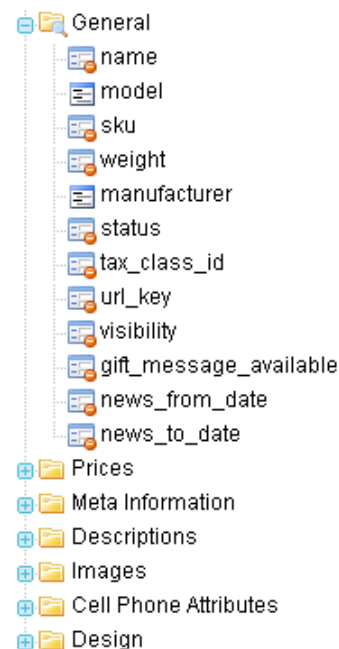 General
name
model
sku
weight
manufacturer
status
tax_class_id
url_key
visibility
gift_message_available
news_from_date
news_to_date
Prices
Meta Information
Descriptions
Images
Cell Phone Attributes
Design